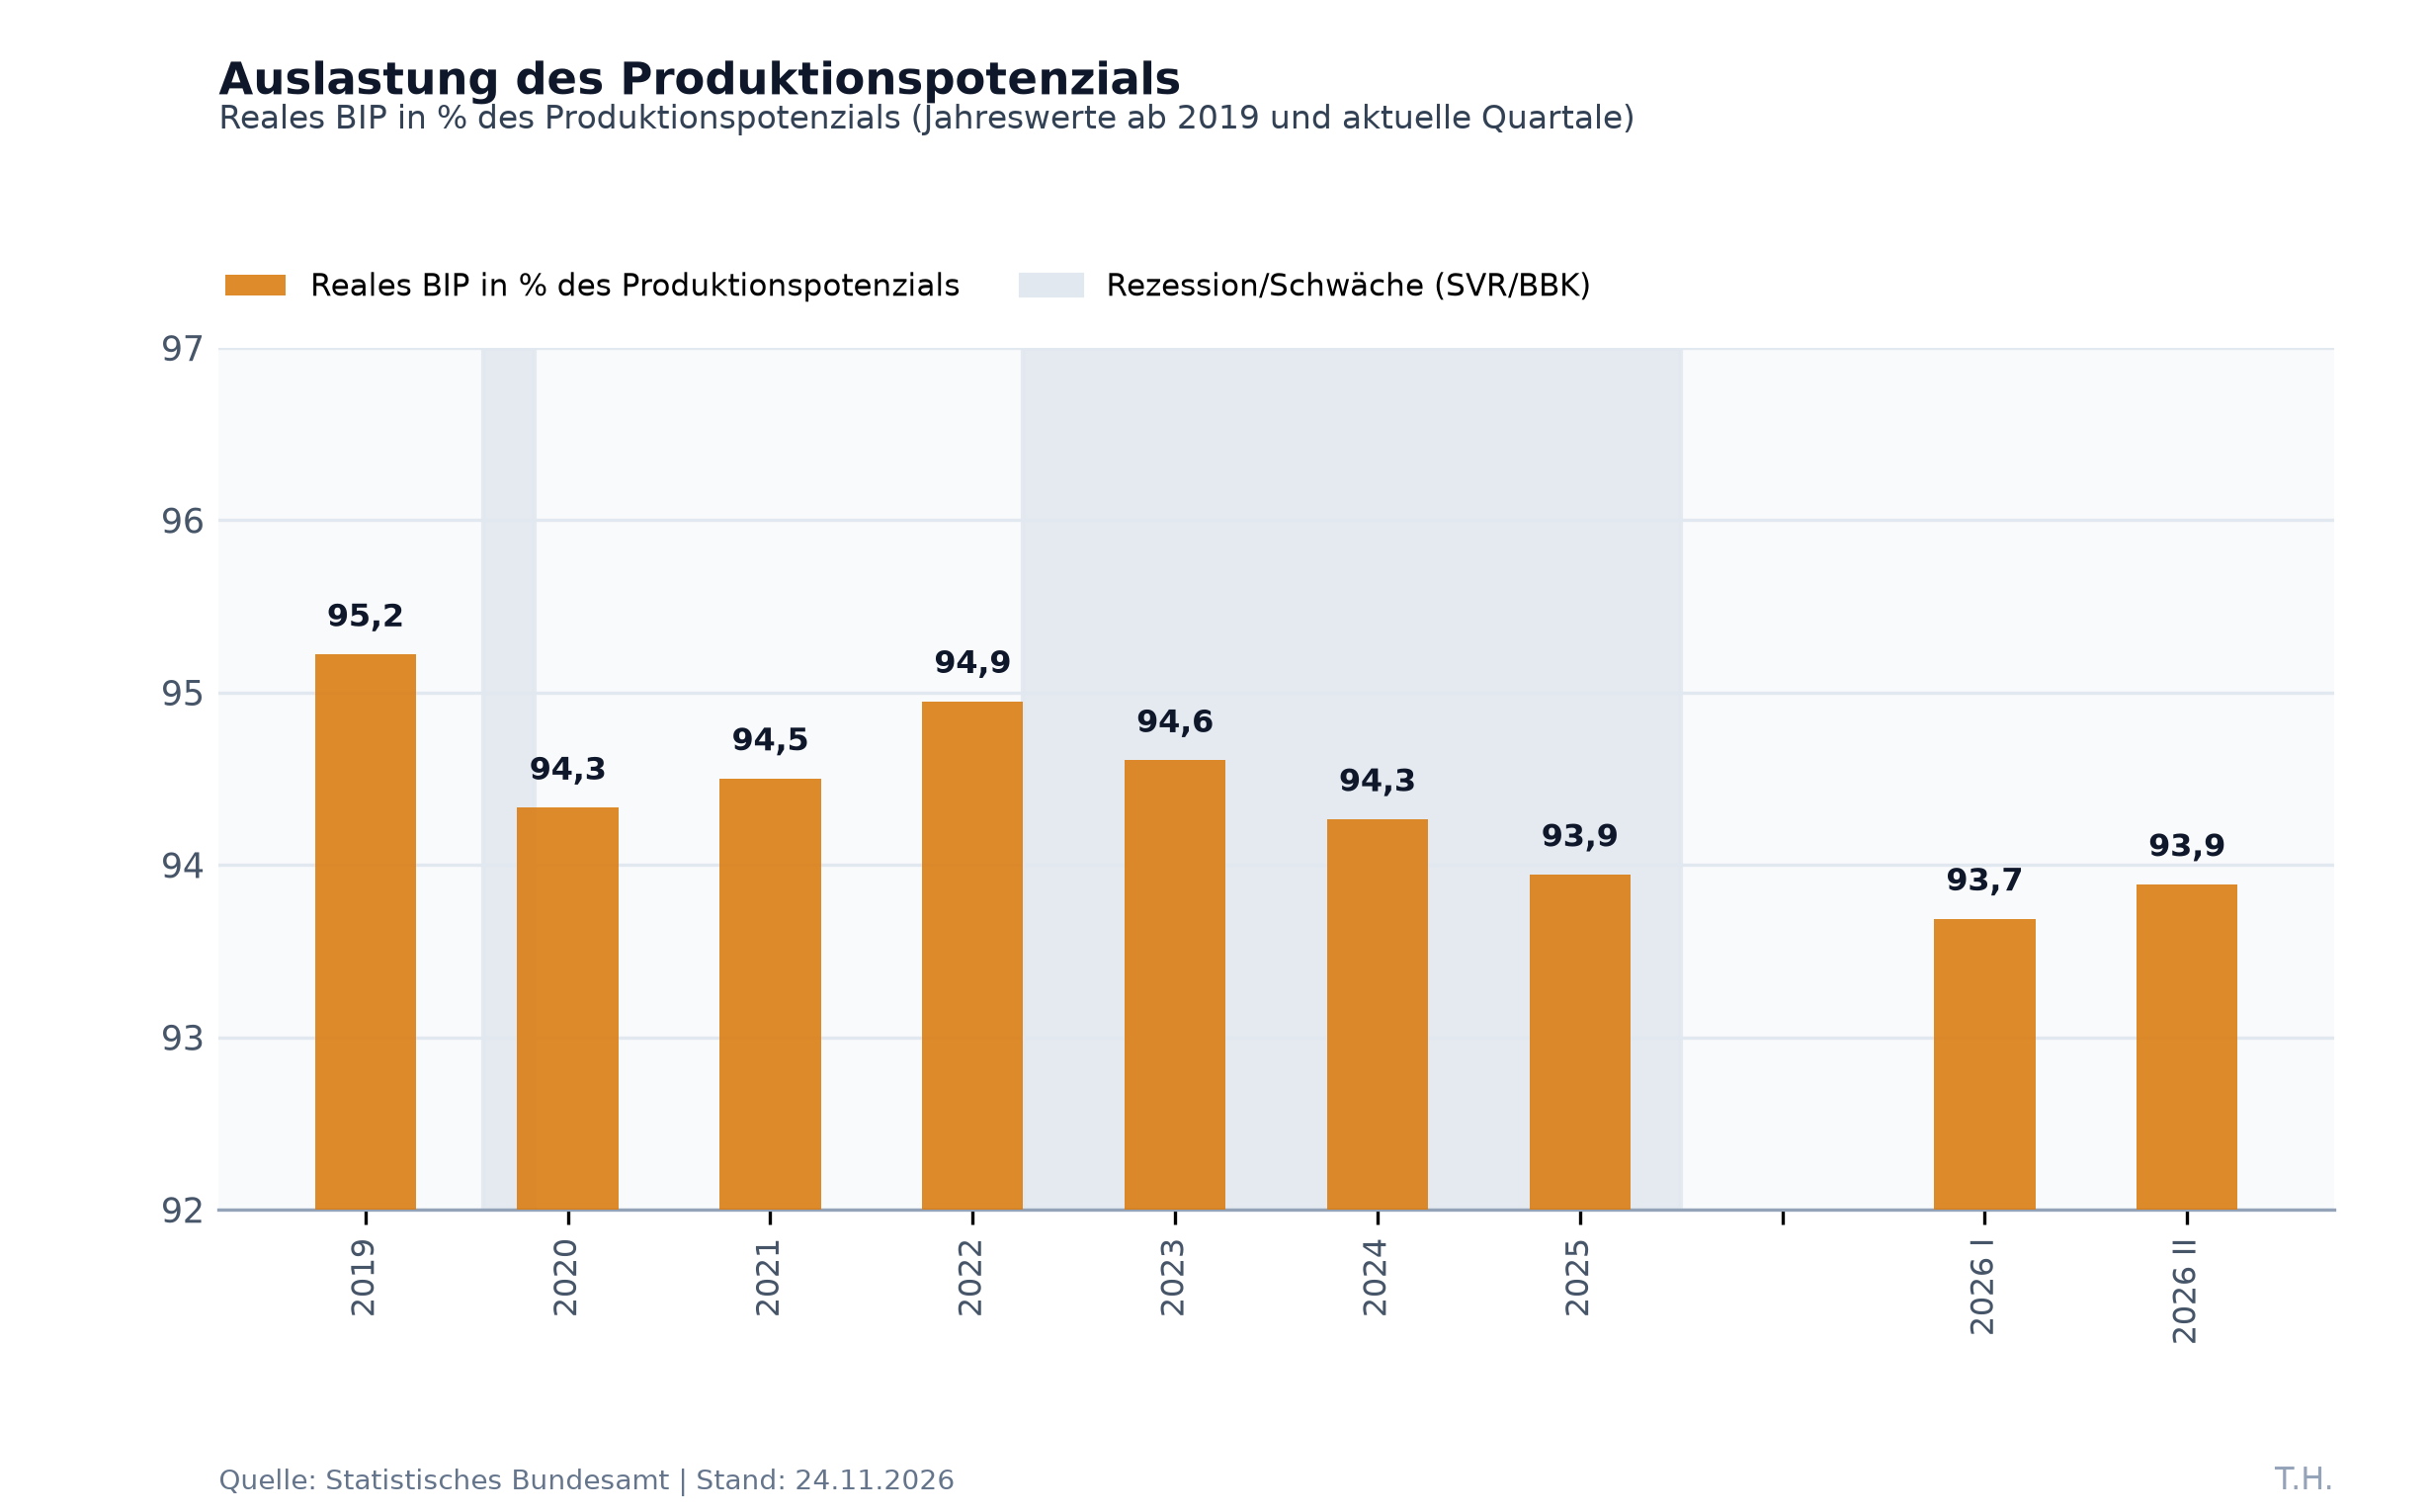 Auslastung des Produktionspotenzials
Reales BIP in % des Produktionspotenzials (Jahreswerte ab 2019 und aktuelle Quartale)
Reales BIP in % des Produktionspotenzials
Rezession/Schwäche (SVR/BBK)
97
96
95
94
93
92
95,2
94,3
94,5
94,9
94,6
94,3
93,9
93,7
93,9
2019
2020
2021
2022
2023
2024
2025
2026 I
2026 II
Quelle: Statistisches Bundesamt | Stand: 24.11.2026
T.H.